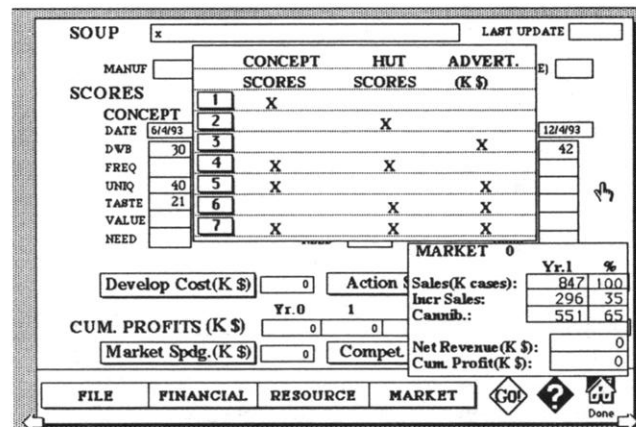 SOUP x LAST UPDATE
MANUF E)
CONCEPT HUT ADVERT.
SCORES SCORES (K $)
1 X
2 X
3 X
4 X X
5 X X
6 X X
7 X X X
SCORES
CONCEPT
DATE 6/4/93 12/4/93
DWB 30 42
FREQ
UNIQ 40
TASTE 21
VALUE
NEED
MARKET 0
Yr.1 %
Sales(K cases): 847 100
Incr Sales: 296 35
Cannib.: 551 65
Net Revenue(K $): 0
Cum. Profit(K $): 0
Develop Cost(K $) 0 Action
Yr.0 1
CUM. PROFITS (K $) 0 0
Market Spdg.(K $) 0 Compet.
FILE FINANCIAL RESOURCE MARKET GO! ?
Done